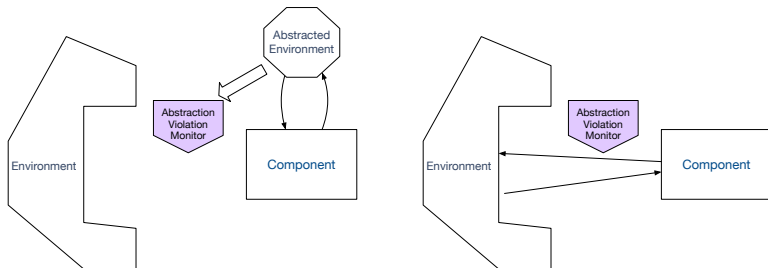 Abstracted
Environment
Abstraction
Violation
Monitor
Environment
Component
Abstraction
Violation
Monitor
Environment
Component